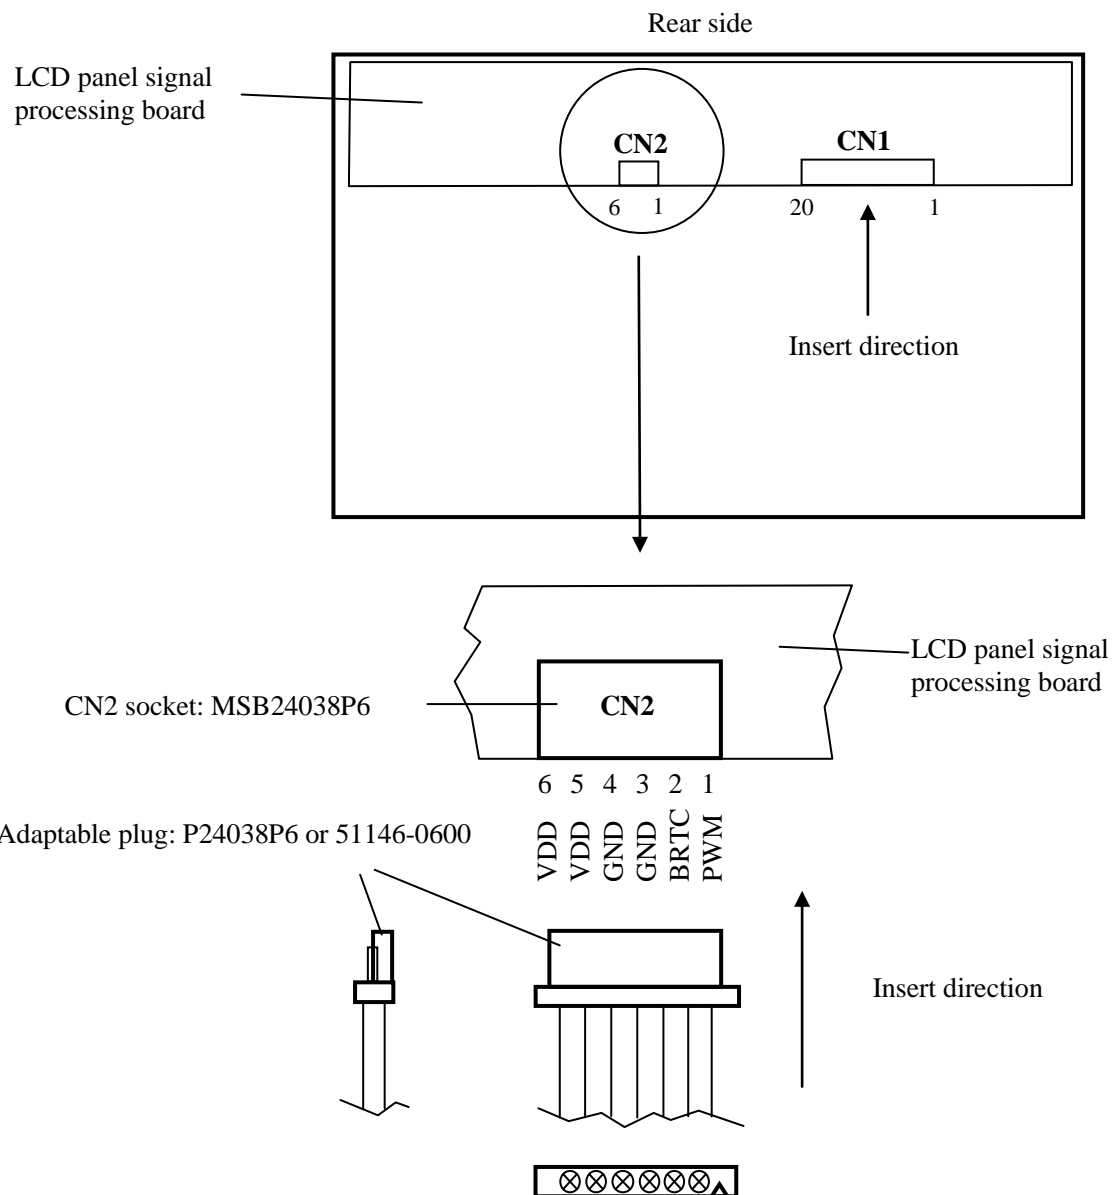 Rear side
LCD panel signal
processing board
CN2
CN1
6
1
20
1
Insert direction
LCD panel signal
processing board
CN2 socket: MSB24038P6
CN2
6 5 4 3 2 1
VDD
VDD
GND
GND
BRTC
PWM
Adaptable plug: P24038P6 or 51146-0600
Insert direction